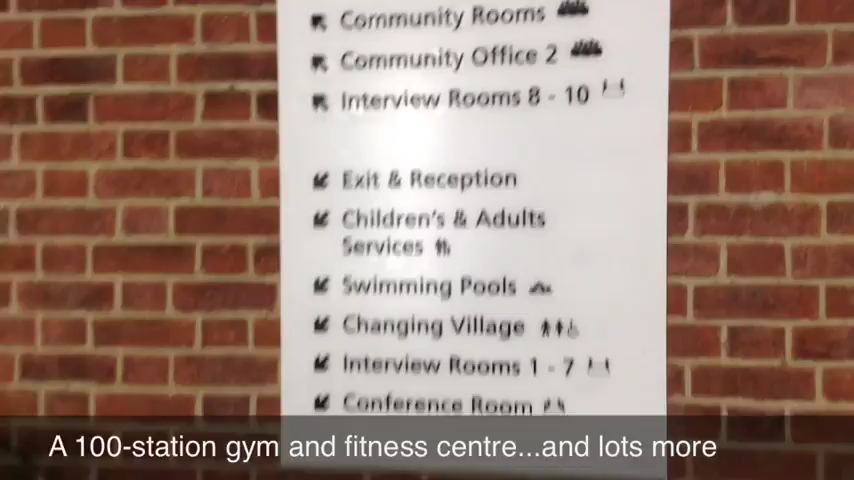 Community Rooms
Community Office 2
Interview Rooms 8 - 10
Exit & Reception
Children's & Adults
Services
Swimming Pools
Changing Village
Interview Rooms 1 - 7
Conference Room
A 100-station gym and fitness centre...and lots more